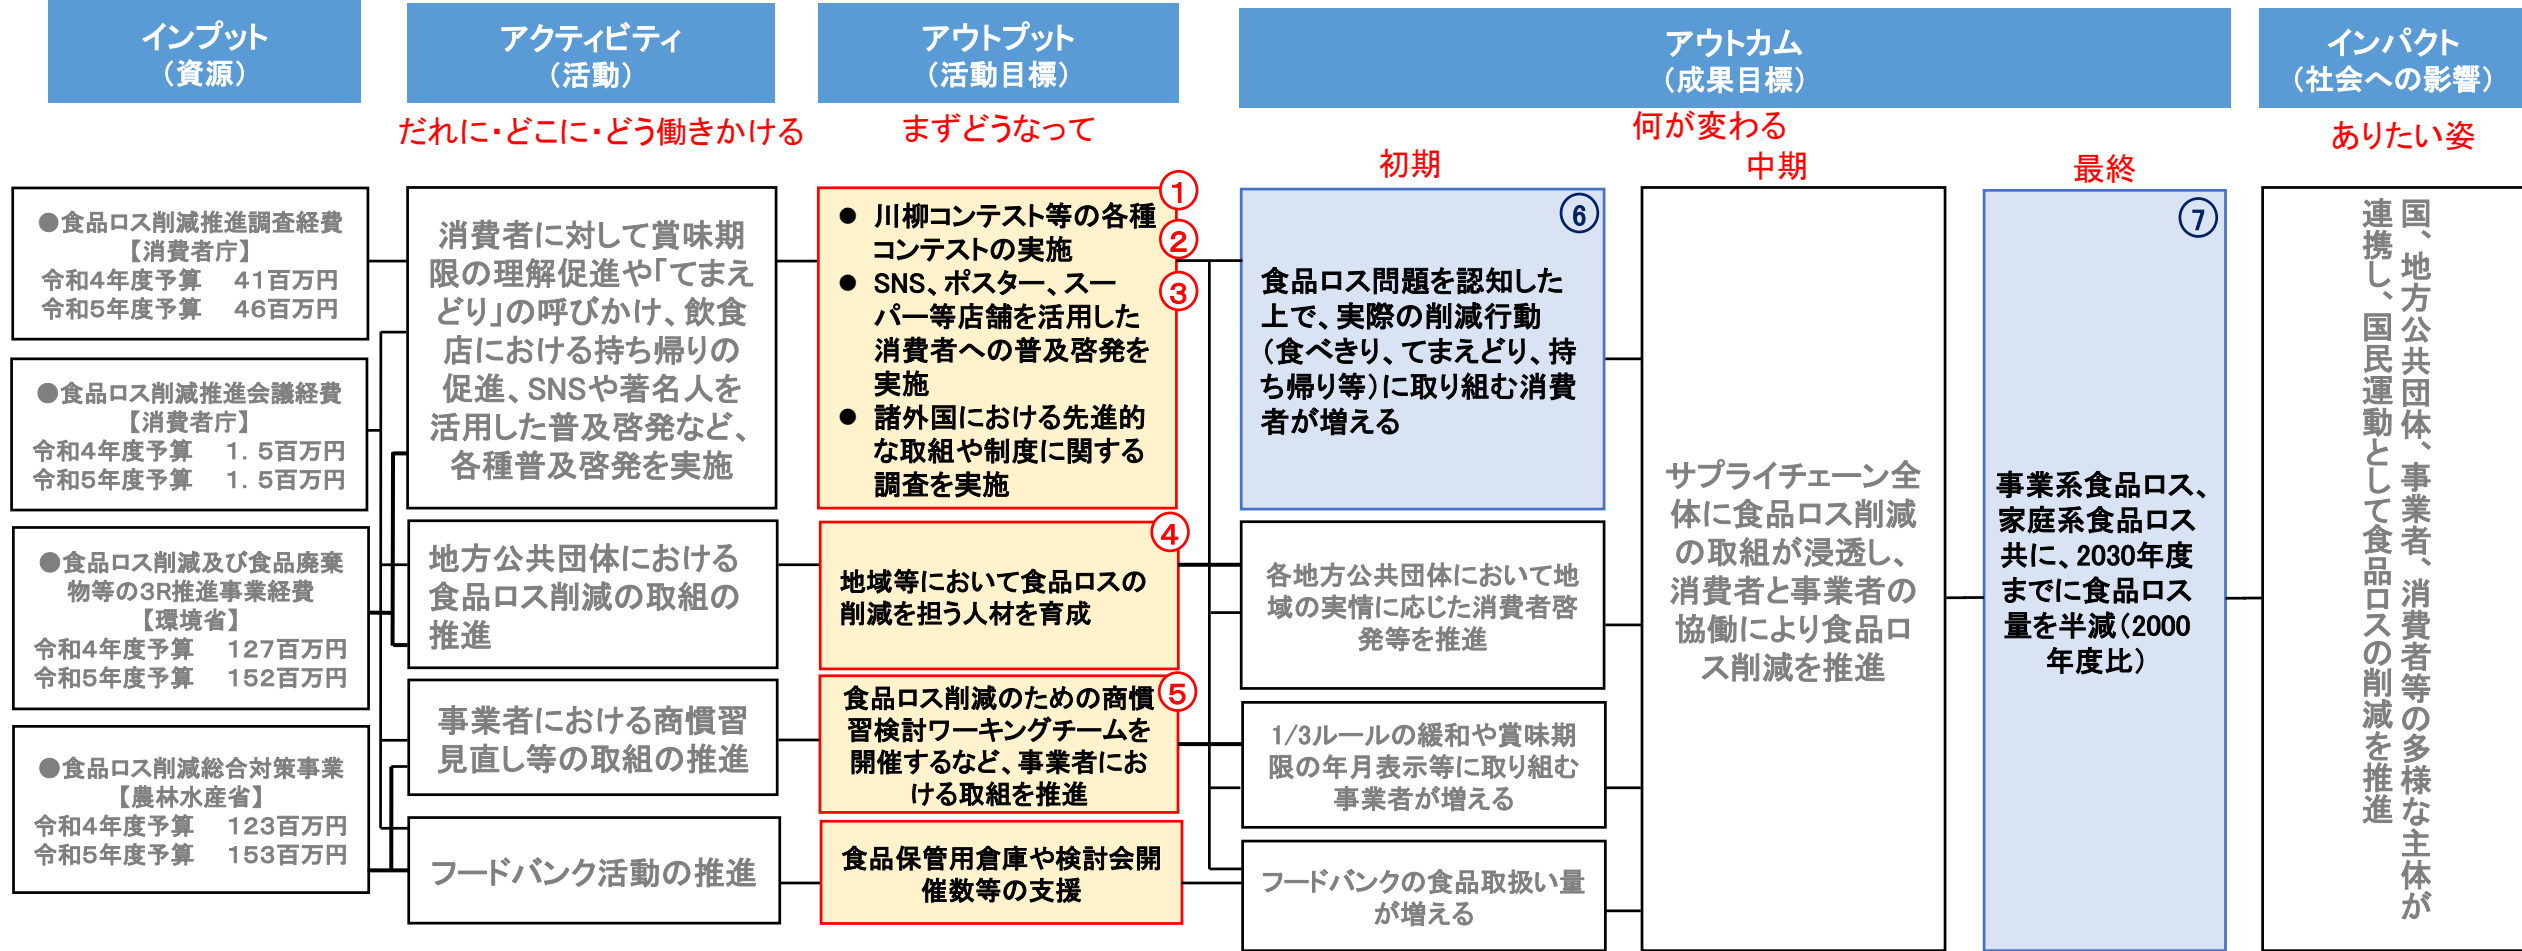 インプット
（資源）
アクティビティ
（活動）
アウトプット
（活動目標）
アウトカム
（成果目標）
インパクト
（社会への影響）
だれに・どこに・どう働きかける
まずどうなって
何が変わる
ありたい姿
初期
中期
最終
●食品ロス削減推進調査経費
【消費者庁】
令和4年度予算　41百万円
令和5年度予算　46百万円
●食品ロス削減推進会議経費
【消費者庁】
令和4年度予算　1.5百万円
令和5年度予算　1.5百万円
●食品ロス削減及び食品廃棄
物等の3R推進事業経費
【環境省】
令和4年度予算　127百万円
令和5年度予算　152百万円
●食品ロス削減総合対策事業
【農林水産省】
令和4年度予算　123百万円
令和5年度予算　153百万円
消費者に対して賞味期
限の理解促進や「てまえ
どり」の呼びかけ、飲食
店における持ち帰りの
促進、SNSや著名人を
活用した普及啓発など、
各種普及啓発を実施
地方公共団体における
食品ロス削減の取組の
推進
事業者における商慣習
見直し等の取組の推進
フードバンク活動の推進
①
②
③
● 川柳コンテスト等の各種
コンテストの実施
● SNS、ポスター、スー
パー等店舗を活用した
消費者への普及啓発を
実施
● 諸外国における先進的
な取組や制度に関する
調査を実施
④
地域等において食品ロスの
削減を担う人材を育成
⑤
食品ロス削減のための商慣
習検討ワーキングチームを
開催するなど、事業者にお
ける取組を推進
食品保管用倉庫や検討会開
催数等の支援
⑥
食品ロス問題を認知した
上で、実際の削減行動
（食べきり、てまえどり、持
ち帰り等）に取り組む消費
者が増える
各地方公共団体において地
域の実情に応じた消費者啓
発等を推進
1/3ルールの緩和や賞味期
限の年月表示等に取り組む
事業者が増える
フードバンクの食品取扱い量
が増える
サプライチェーン全
体に食品ロス削減
の取組が浸透し、
消費者と事業者の
協働により食品ロ
ス削減を推進
⑦
事業系食品ロス、
家庭系食品ロス
共に、2030年度
までに食品ロス
量を半減（2000
年度比）
国、地方公共団体、事業者、消費者等の多様な主体が
連携し、国民運動として食品ロスの削減を推進